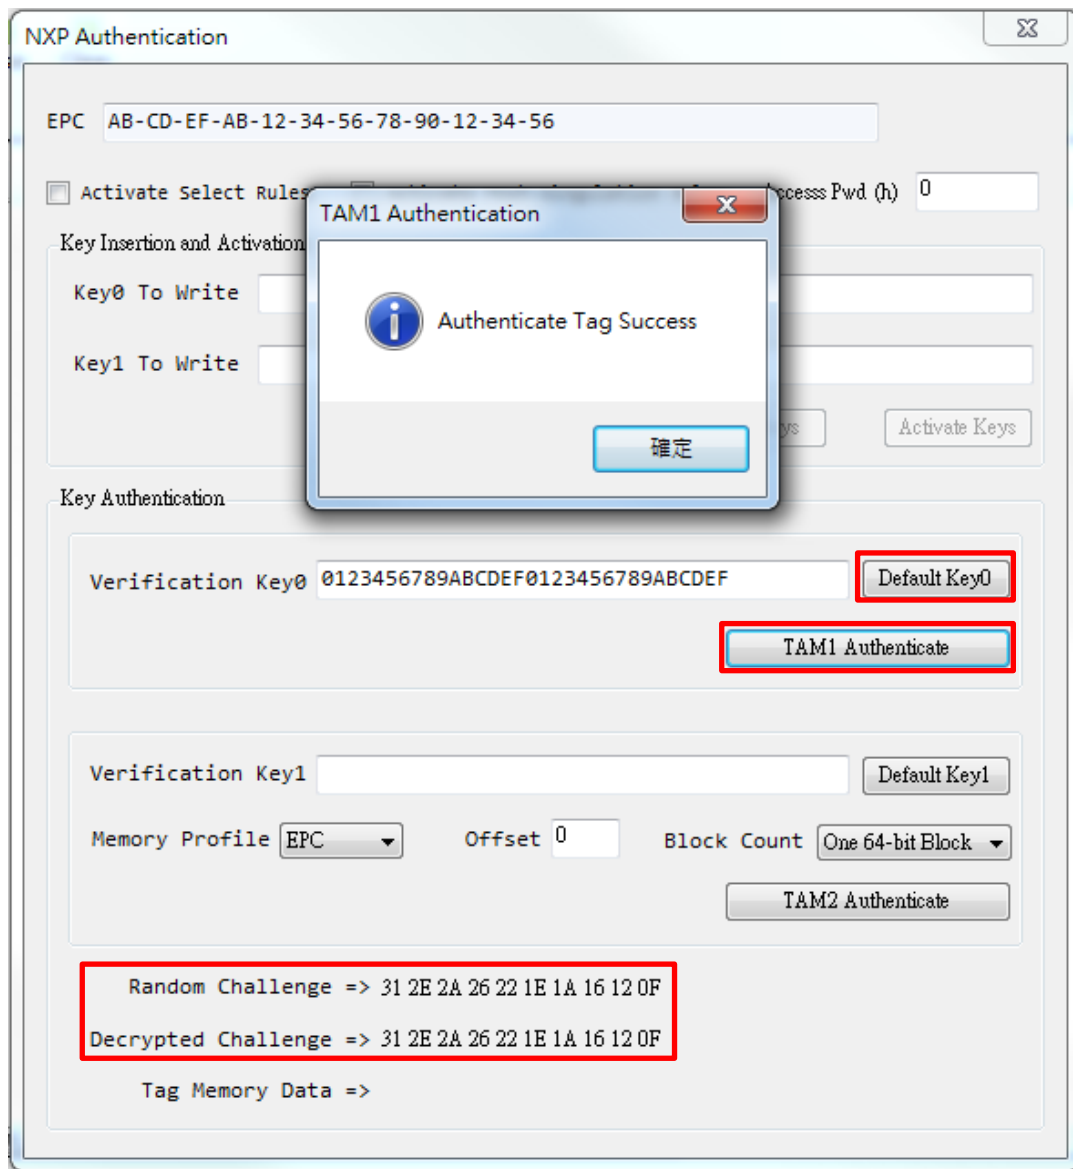 NXP Authentication
EPC AB-CD-EF-AB-12-34-56-78-90-12-34-56
Activate Select Rules Pwd (h) 0
TAM1 Authentication
Key Insertion and Activation
Key0 To Write
Authenticate Tag Success
Key1 To Write
Activate Keys
確定
Key Authentication
Verification Key0 0123456789ABCDEF0123456789ABCDEF Default Key0
TAM1 Authenticate
Verification Key1 Default Key1
Memory Profile EPC Offset 0 Block Count One 64-bit Block
TAM2 Authenticate
Random Challenge => 31 2E 2A 26 22 1E 1A 16 12 0F
Decrypted Challenge => 31 2E 2A 26 22 1E 1A 16 12 0F
Tag Memory Data =>